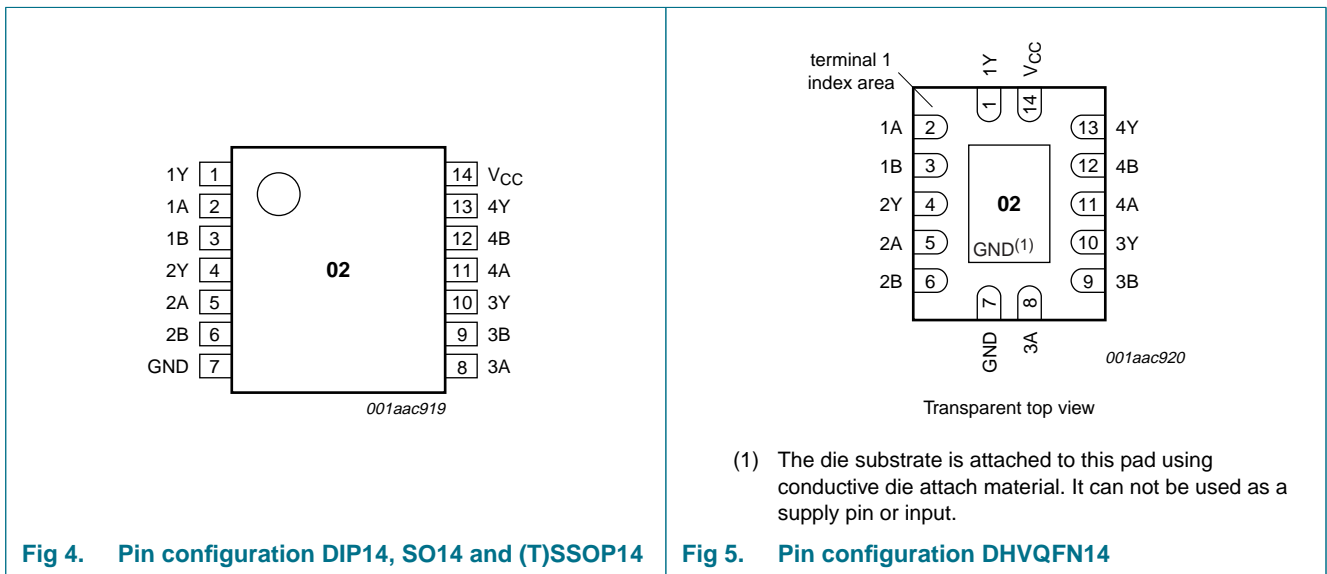 1Y 1
1A 2
1B 3
2Y 4
2A 5
2B 6
GND 7
02
14 VCC
13 4Y
12 4B
11 4A
10 3Y
9 3B
8 3A
001aac919
Fig 4. Pin configuration DIP14, SO14 and (T)SSOP14
terminal 1
index area
1Y
VCC
1
14
1A 2
1B 3
2Y 4
2A 5
2B 6
02
GND(1)
13 4Y
12 4B
11 4A
10 3Y
9 3B
7
8
GND
3A
001aac920
Transparent top view
(1) The die substrate is attached to this pad using
conductive die attach material. It can not be used as a
supply pin or input.
Fig 5. Pin configuration DHVQFN14